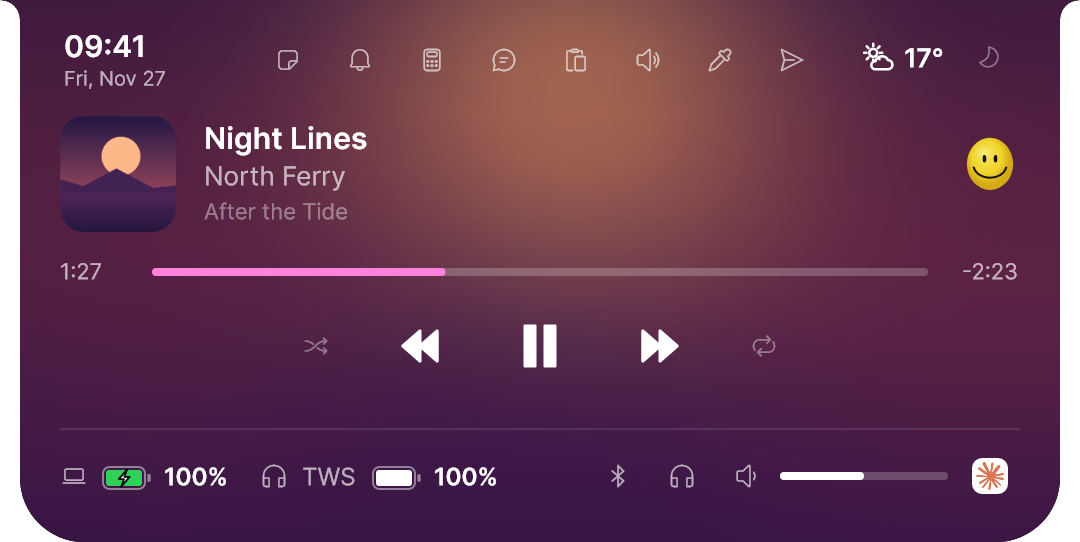 09:41
Fri, Nov 27
17°
Night Lines
North Ferry
After the Tide
1:27
-2:23
100%
TWS
100%